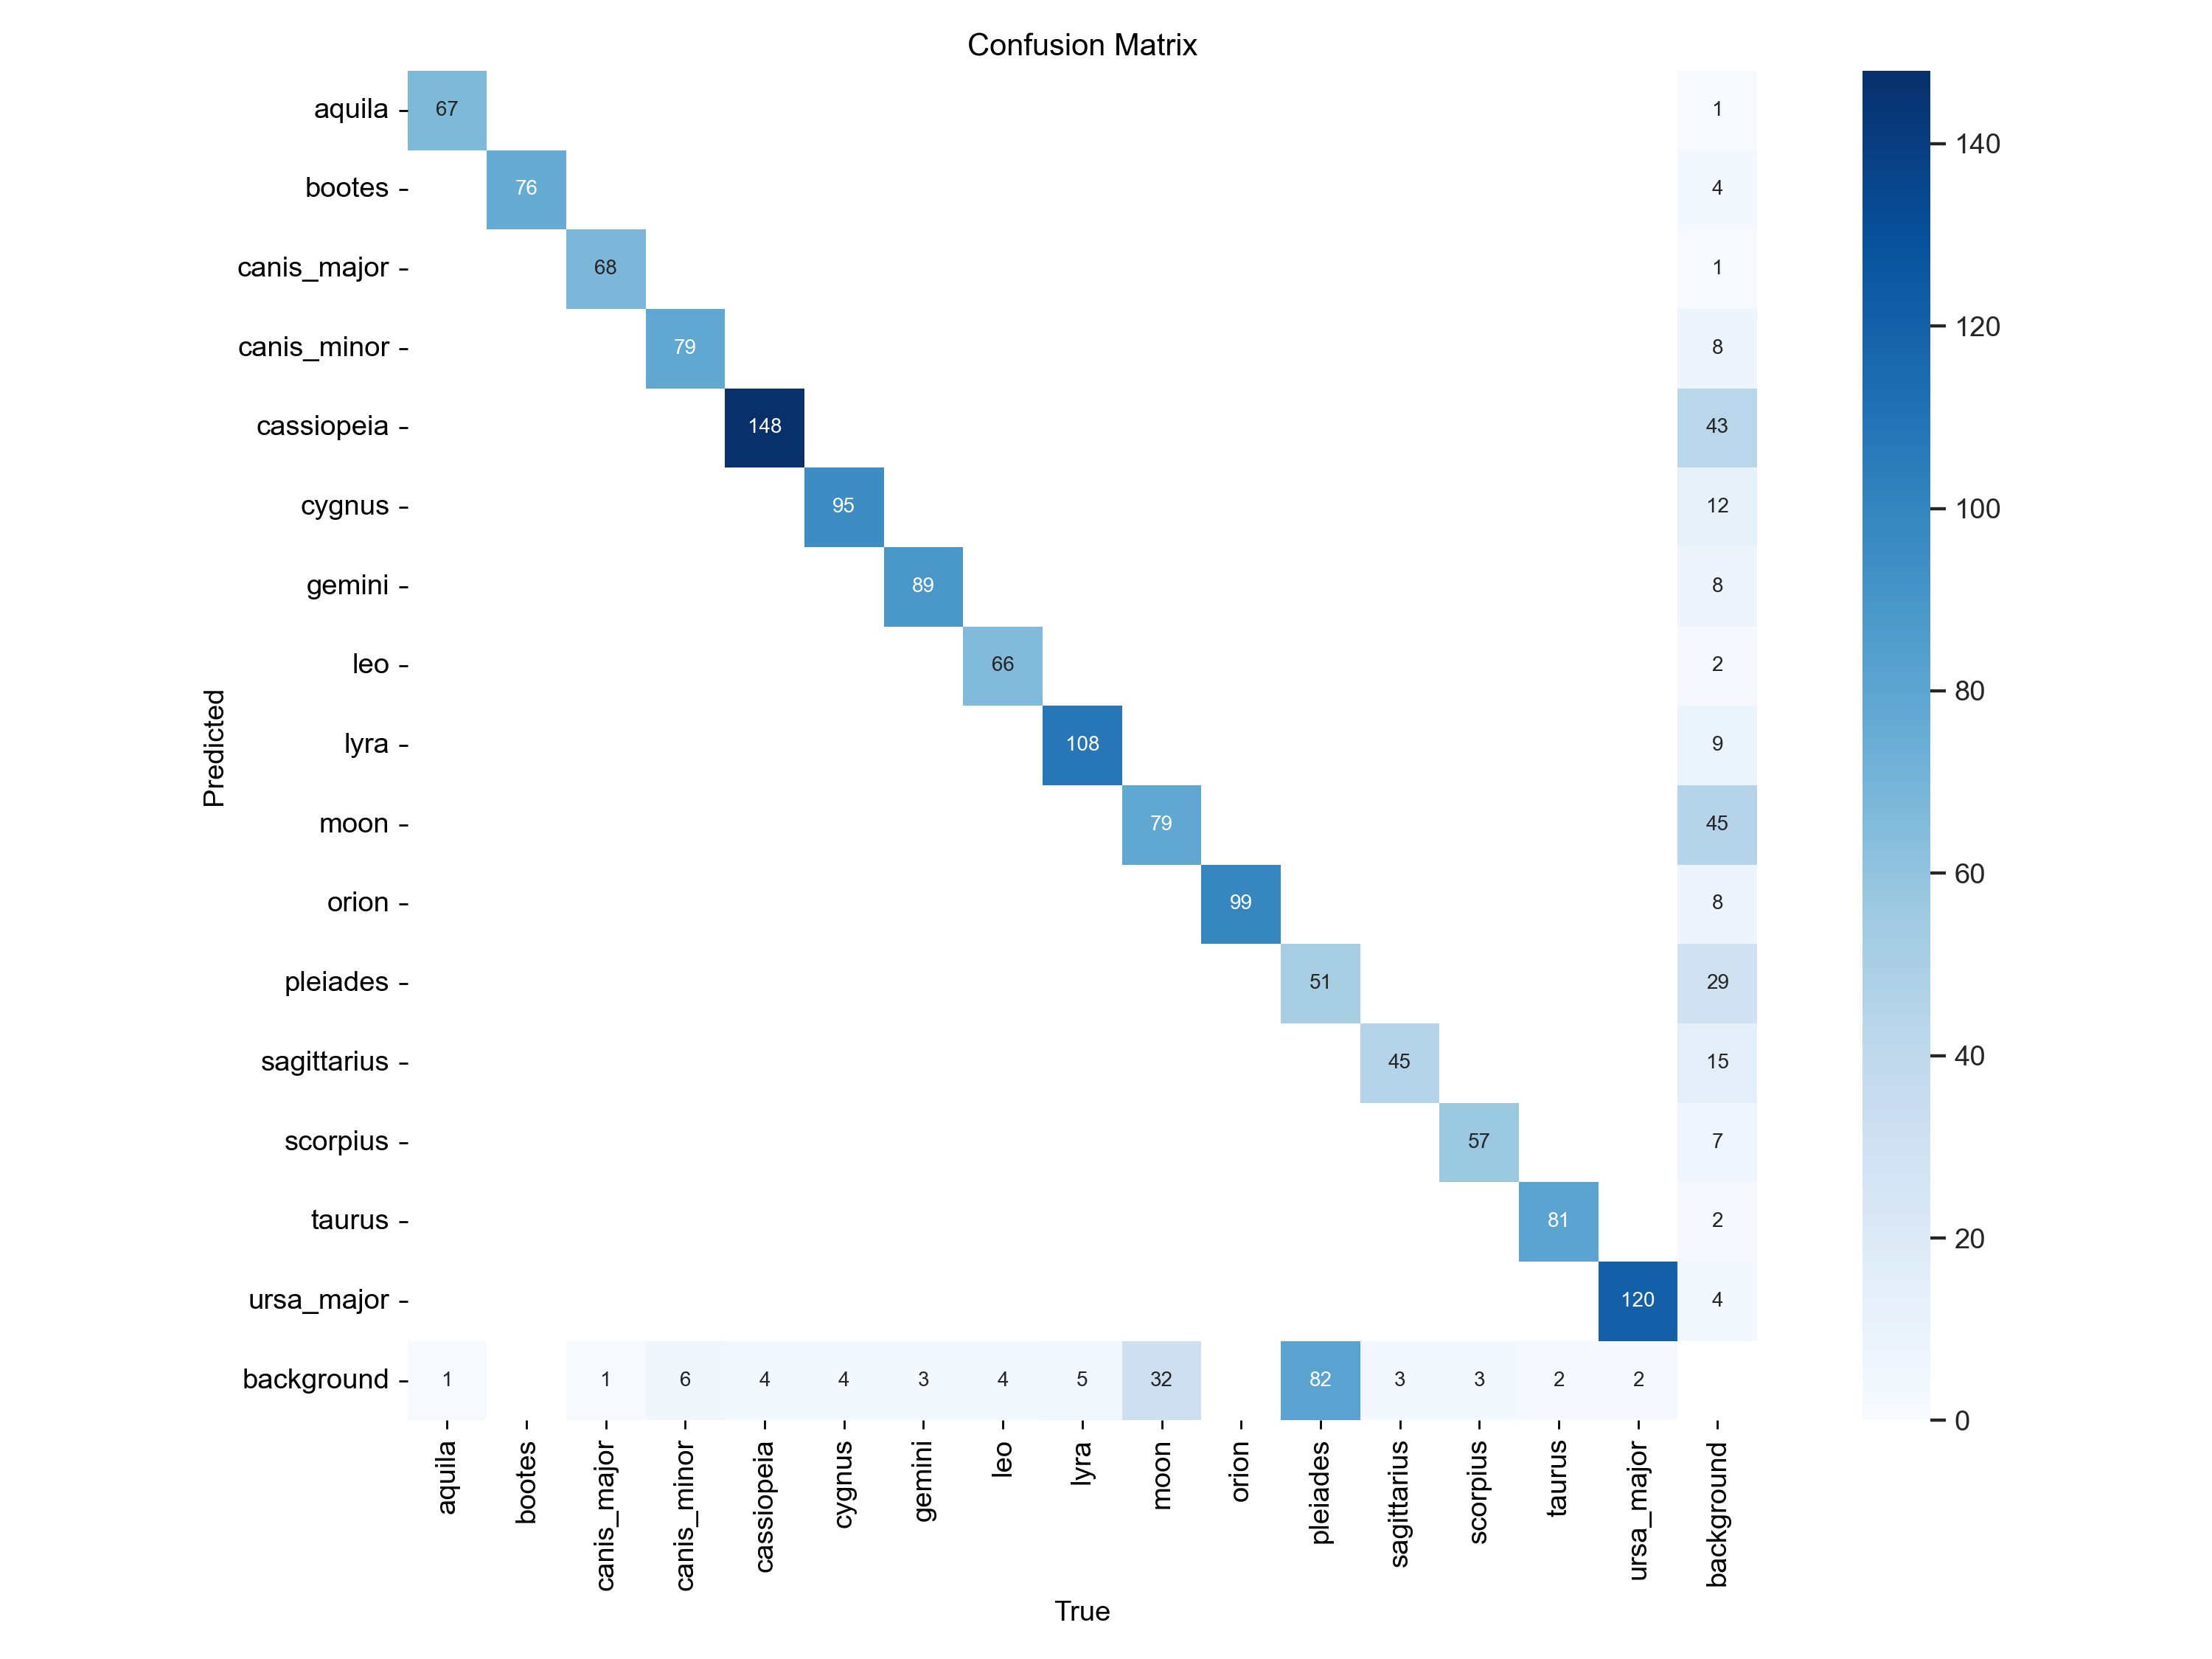 Confusion Matrix
aquila 67 1
bootes 76 4
140
canis_major 68 1
canis_minor 79 8
120
cassiopeia 148 43
cygnus 95 12
100
gemini 89 8
leo 66 2
80
Predicted
lyra 108 9
moon 79 45
60
orion 99 8
pleiades 51 29
sagittarius 45 15
40
scorpius 57 7
taurus 81 2
20
ursa_major 120 4
background 1 1 6 4 4 3 4 5 32 82 3 3 2 2
0
aquila bootes canis_major canis_minor cassiopeia cygnus gemini leo lyra moon orion pleiades sagittarius scorpius taurus ursa_major background
True